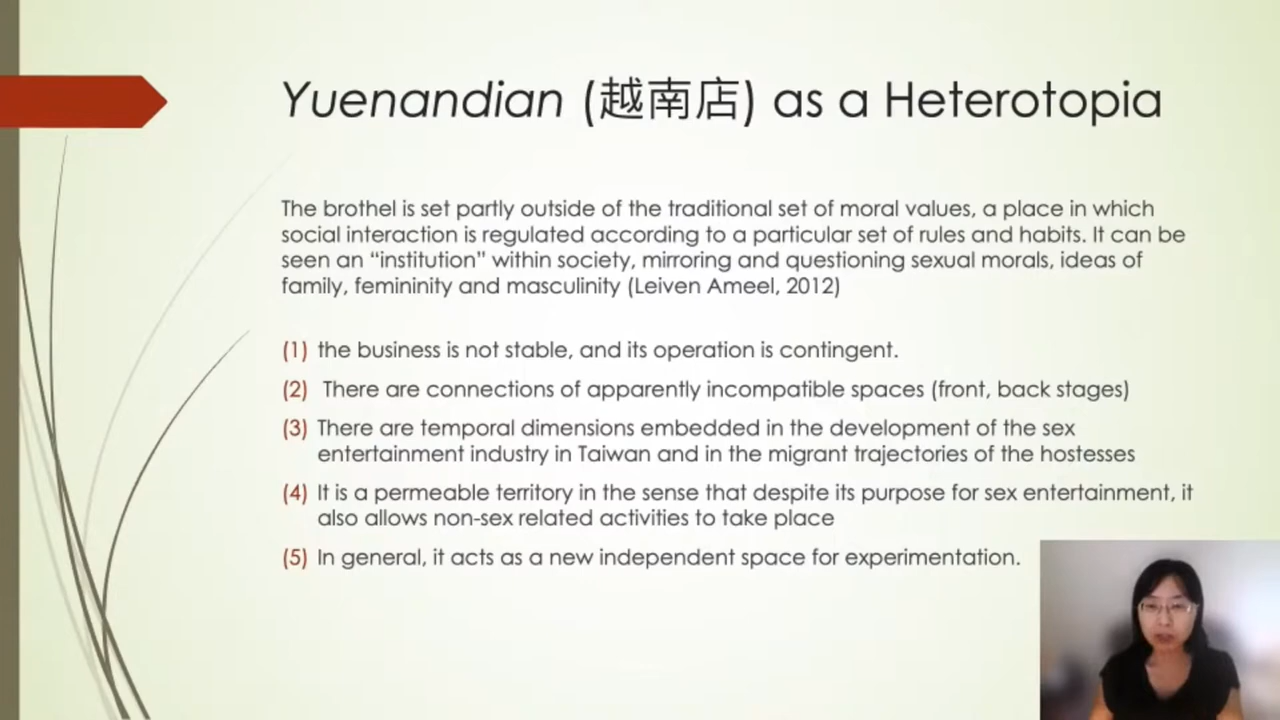 Yuenandian (越南店) as a Heterotopia
The brothel is set partly outside of the traditional set of moral values, a place in which
social interaction is regulated according to a particular set of rules and habits. It can be
seen an “institution” within society, mirroring and questioning sexual morals, ideas of
family, femininity and masculinity (Leiven Ameel, 2012)
(1) the business is not stable, and its operation is contingent.
(2) There are connections of apparently incompatible spaces (front, back stages)
(3) There are temporal dimensions embedded in the development of the sex
entertainment industry in Taiwan and in the migrant trajectories of the hostesses
(4) It is a permeable territory in the sense that despite its purpose for sex entertainment, it
also allows non-sex related activities to take place
(5) In general, it acts as a new independent space for experimentation.